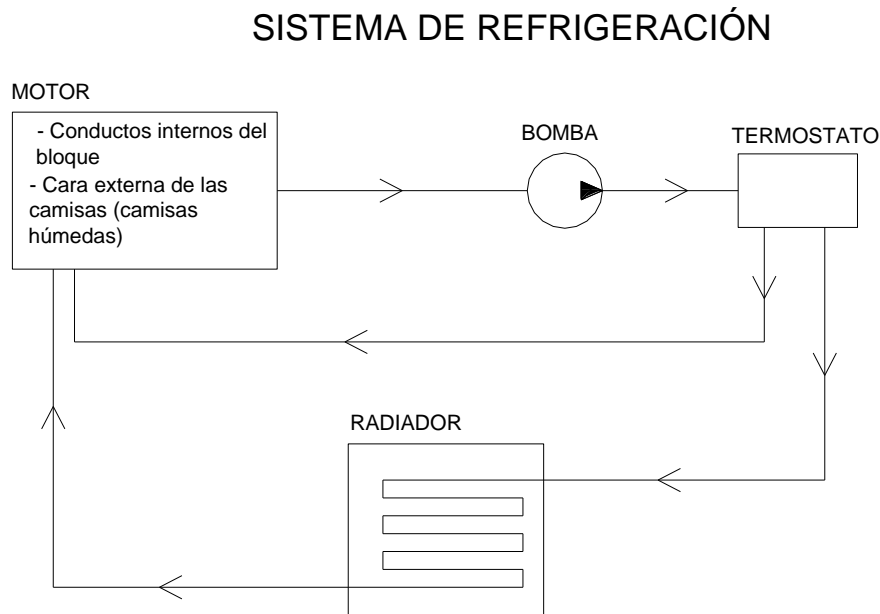 SISTEMA DE REFRIGERACIÓN
MOTOR
- Conductos internos del
bloque
- Cara externa de las
camisas (camisas
húmedas)
BOMBA
TERMOSTATO
RADIADOR